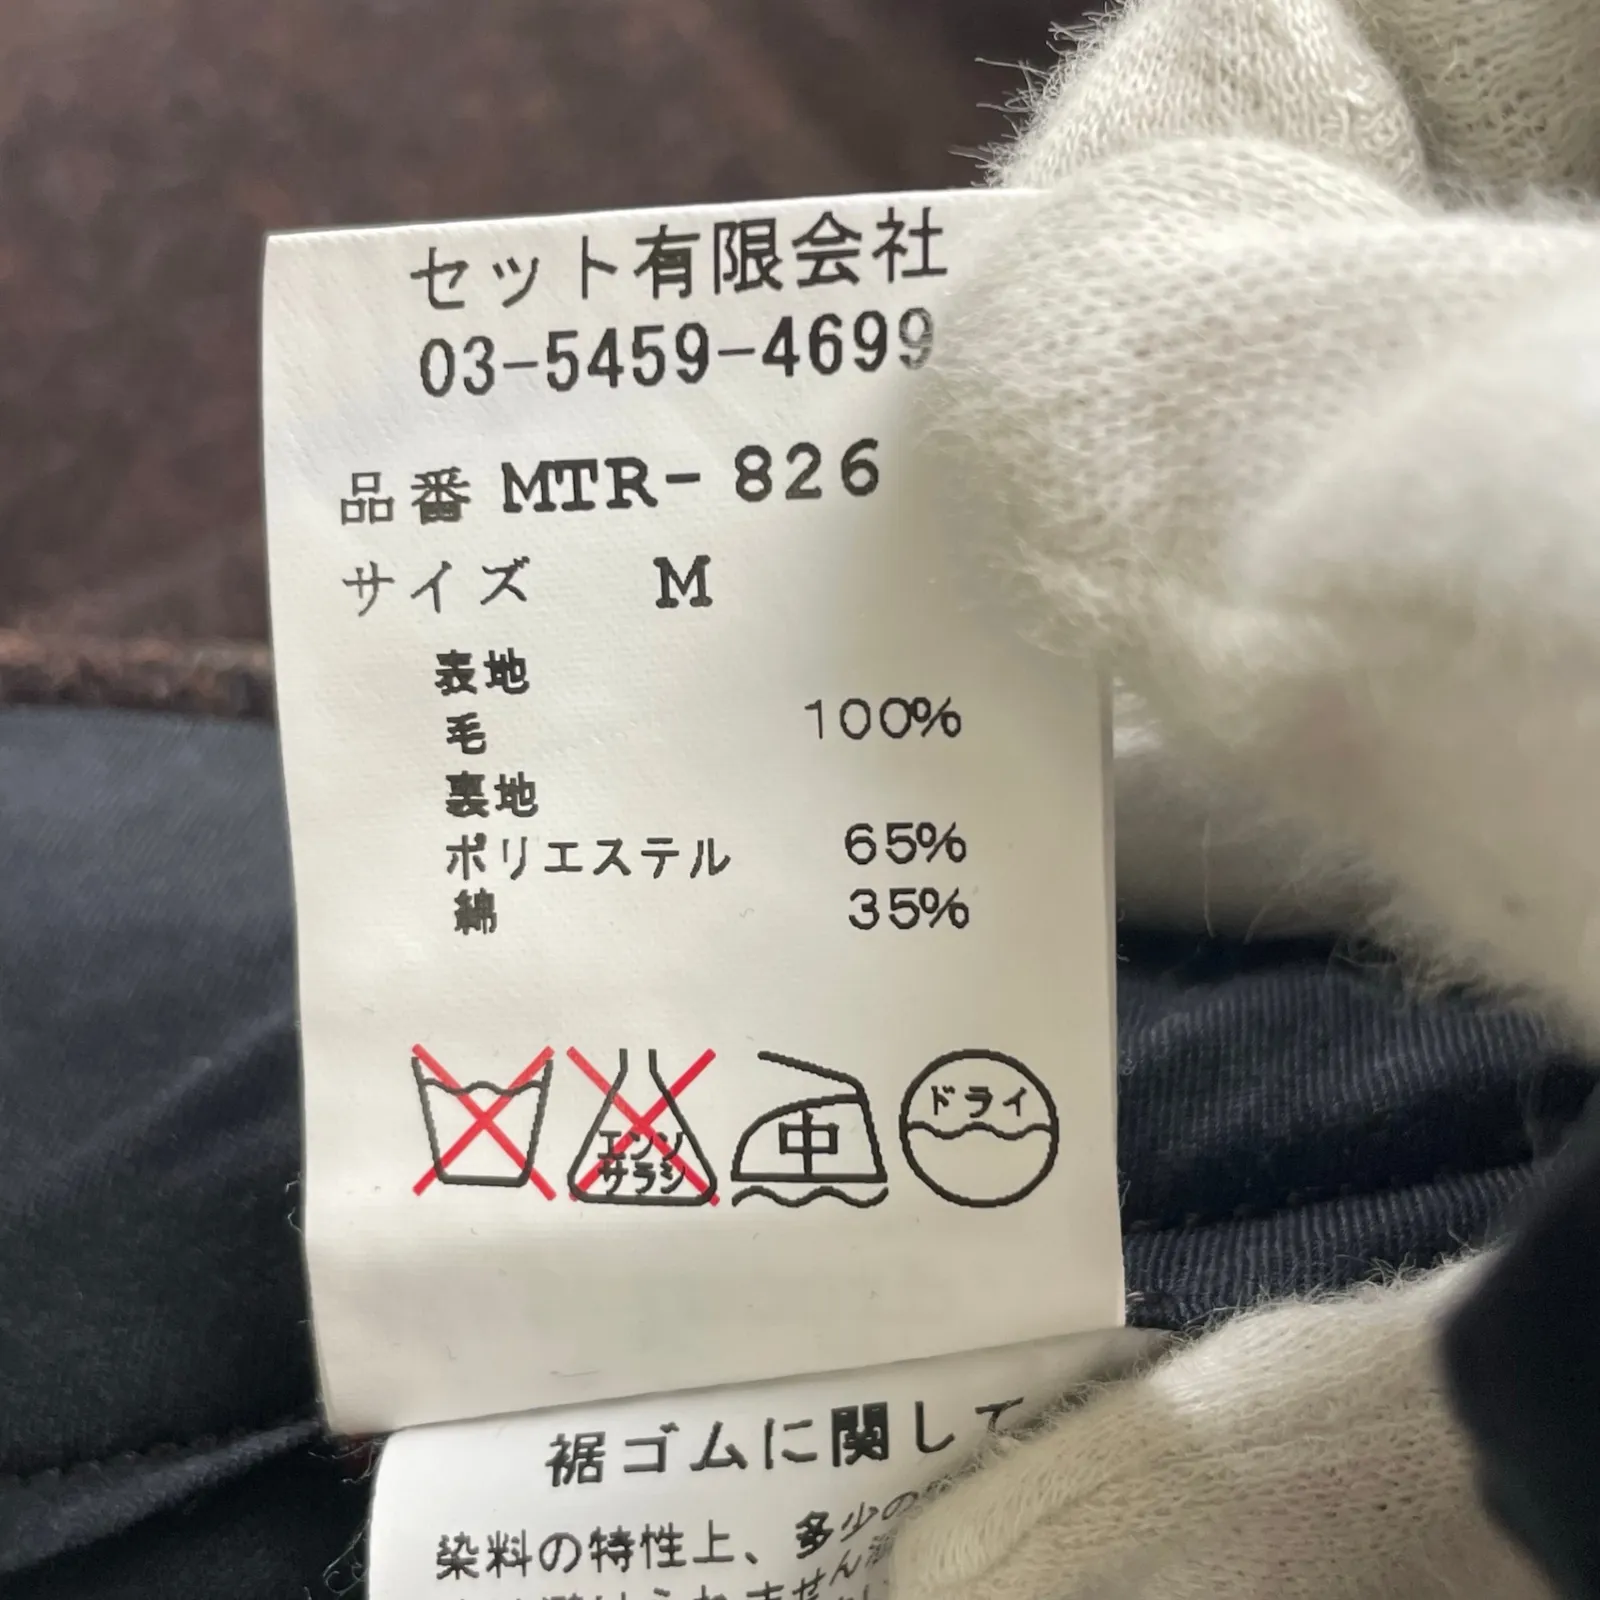 セット有限会社
03-5459-4699
品番 MTR-826
サイズ M
表地
毛 100%
裏地
ポリエステル 65%
綿 35%
エンソ
サラシ
中
ドライ
裾ゴムに関して
染料の特性上、多少の